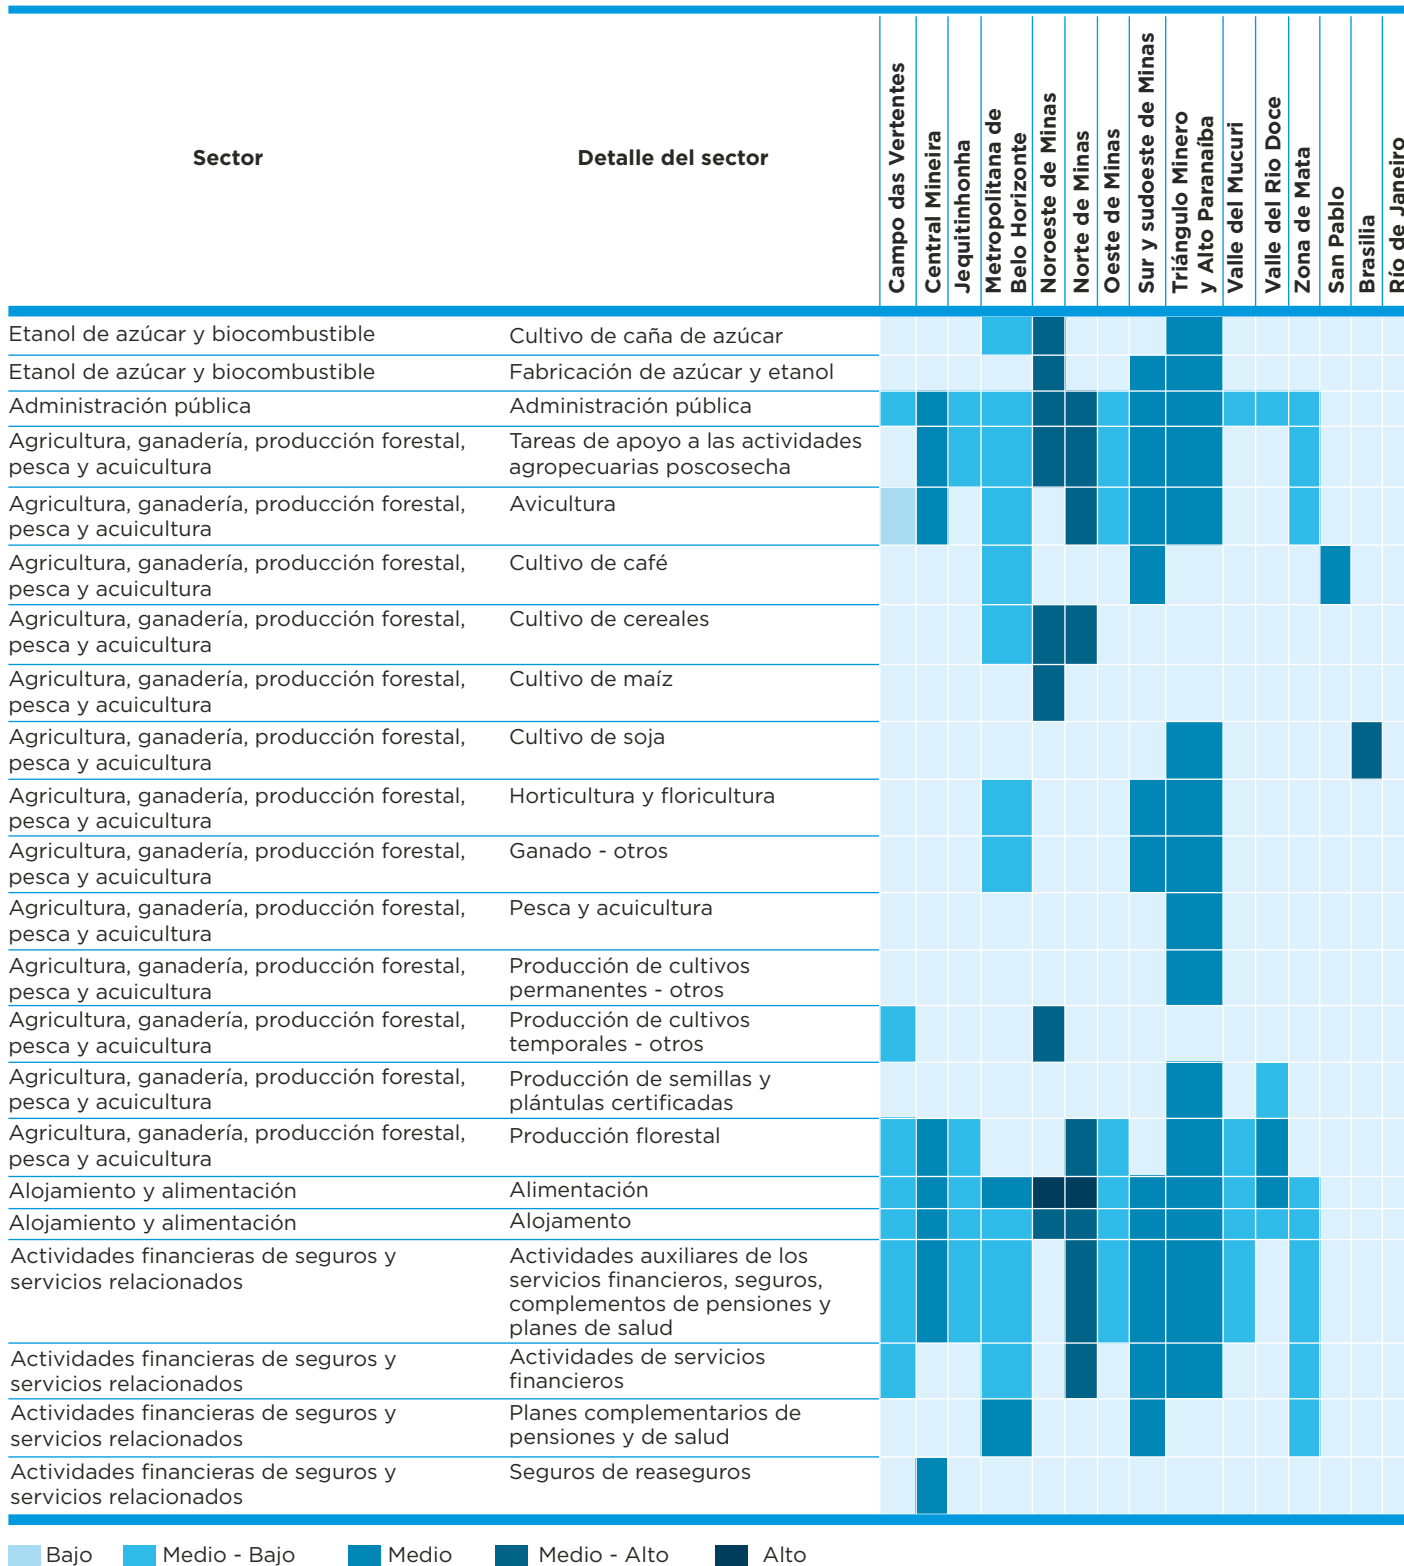 Sector
Detalle del sector
Campo das Vertentes
Central Mineira
Jequitinhonha
Metropolitana de
Belo Horizonte
Noroeste de Minas
Norte de Minas
Oeste de Minas
Sur y sudoeste de Minas
Triángulo Minero
y Alto Paranaíba
Valle del Mucuri
Valle del Rio Doce
Zona de Mata
San Pablo
Brasilia
Río de Janeiro
Etanol de azúcar y biocombustible
Cultivo de caña de azúcar
Etanol de azúcar y biocombustible
Fabricación de azúcar y etanol
Administración pública
Administración pública
Agricultura, ganadería, producción forestal,
pesca y acuicultura
Tareas de apoyo a las actividades
agropecuarias poscosecha
Agricultura, ganadería, producción forestal,
pesca y acuicultura
Avicultura
Agricultura, ganadería, producción forestal,
pesca y acuicultura
Cultivo de café
Agricultura, ganadería, producción forestal,
pesca y acuicultura
Cultivo de cereales
Agricultura, ganadería, producción forestal,
pesca y acuicultura
Cultivo de maíz
Agricultura, ganadería, producción forestal,
pesca y acuicultura
Cultivo de soja
Agricultura, ganadería, producción forestal,
pesca y acuicultura
Horticultura y floricultura
Agricultura, ganadería, producción forestal,
pesca y acuicultura
Ganado - otros
Agricultura, ganadería, producción forestal,
pesca y acuicultura
Pesca y acuicultura
Agricultura, ganadería, producción forestal,
pesca y acuicultura
Producción de cultivos
permanentes - otros
Agricultura, ganadería, producción forestal,
pesca y acuicultura
Producción de cultivos
temporales - otros
Agricultura, ganadería, producción forestal,
pesca y acuicultura
Producción de semillas y
plántulas certificadas
Agricultura, ganadería, producción forestal,
pesca y acuicultura
Producción florestal
Alojamiento y alimentación
Alimentación
Alojamiento y alimentación
Alojamento
Actividades financieras de seguros y
servicios relacionados
Actividades auxiliares de los
servicios financieros, seguros,
complementos de pensiones y
planes de salud
Actividades financieras de seguros y
servicios relacionados
Actividades de servicios
financieros
Actividades financieras de seguros y
servicios relacionados
Planes complementarios de
pensiones y de salud
Actividades financieras de seguros y
servicios relacionados
Seguros de reaseguros
Bajo
Medio - Bajo
Medio
Medio - Alto
Alto